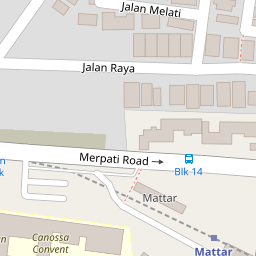 Jalan Melati
Jalan Raya
Merpati Road →
Blk 14
Mattar
Canossa
Convent
Mattar